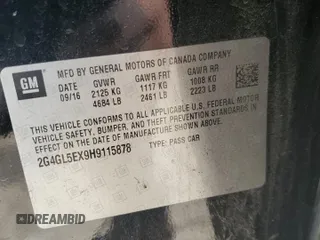 GM
MFD BY GENERAL MOTORS OF CANADA COMPANY
DATE GVWR GAWR FRT GAWR RR
09/16 2125 KG 1117 KG 1008 KG
4684 LB 2461 LB 2223 LB
THIS VEHICLE CONFORMS TO ALL APPLICABLE U.S. FEDERAL MOTOR
VEHICLE SAFETY, BUMPER, AND THEFT PREVENTION STANDARDS IN
EFFECT ON THE DATE OF MANUFACTURE SHOWN ABOVE.
2G4GL5EX9H9115878 TYPE: PASS CAR
DRIVEHISTORY